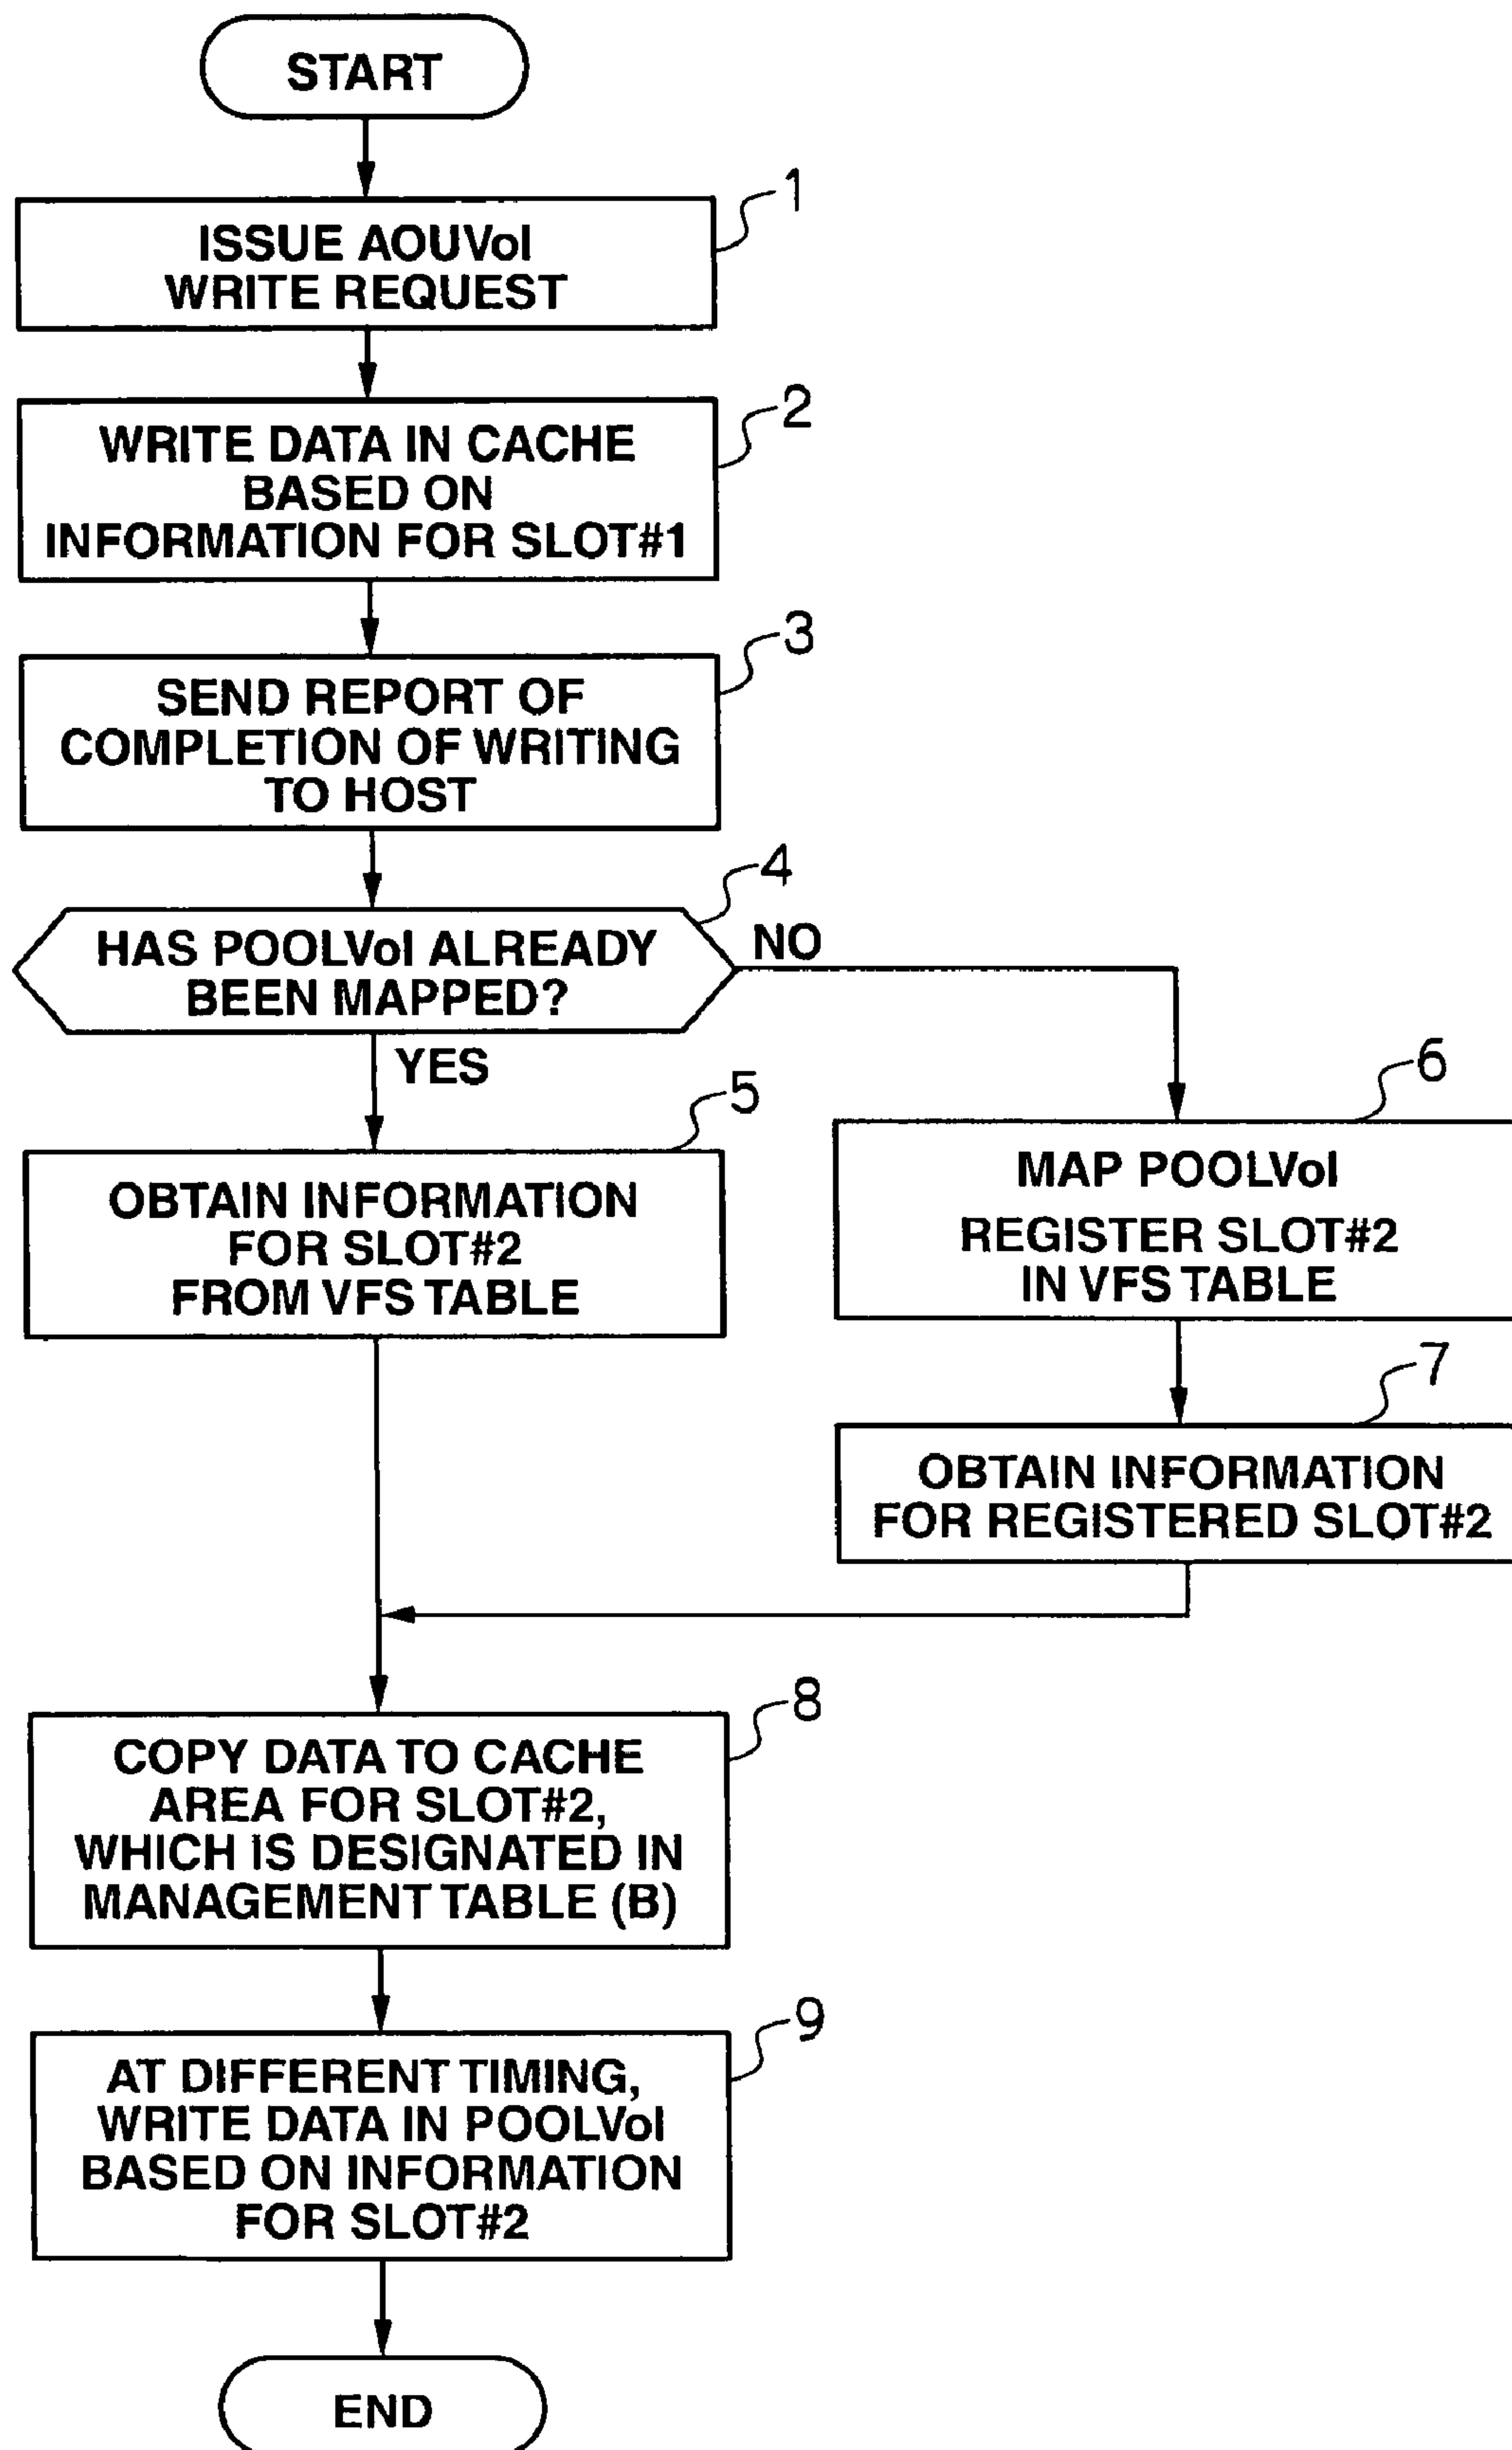 START
1
ISSUE AOUVol
WRITE REQUEST
2
WRITE DATA IN CACHE
BASED ON
INFORMATION FOR SLOT#1
3
SEND REPORT OF
COMPLETION OF WRITING
TO HOST
4
HAS POOLVol ALREADY
BEEN MAPPED?
NO
YES
5
OBTAIN INFORMATION
FOR SLOT#2
FROM VFS TABLE
6
MAP POOLVol
REGISTER SLOT#2
IN VFS TABLE
7
OBTAIN INFORMATION
FOR REGISTERED SLOT#2
8
COPY DATA TO CACHE
AREA FOR SLOT#2,
WHICH IS DESIGNATED IN
MANAGEMENT TABLE (B)
9
AT DIFFERENT TIMING,
WRITE DATA IN POOLVol
BASED ON INFORMATION
FOR SLOT#2
END